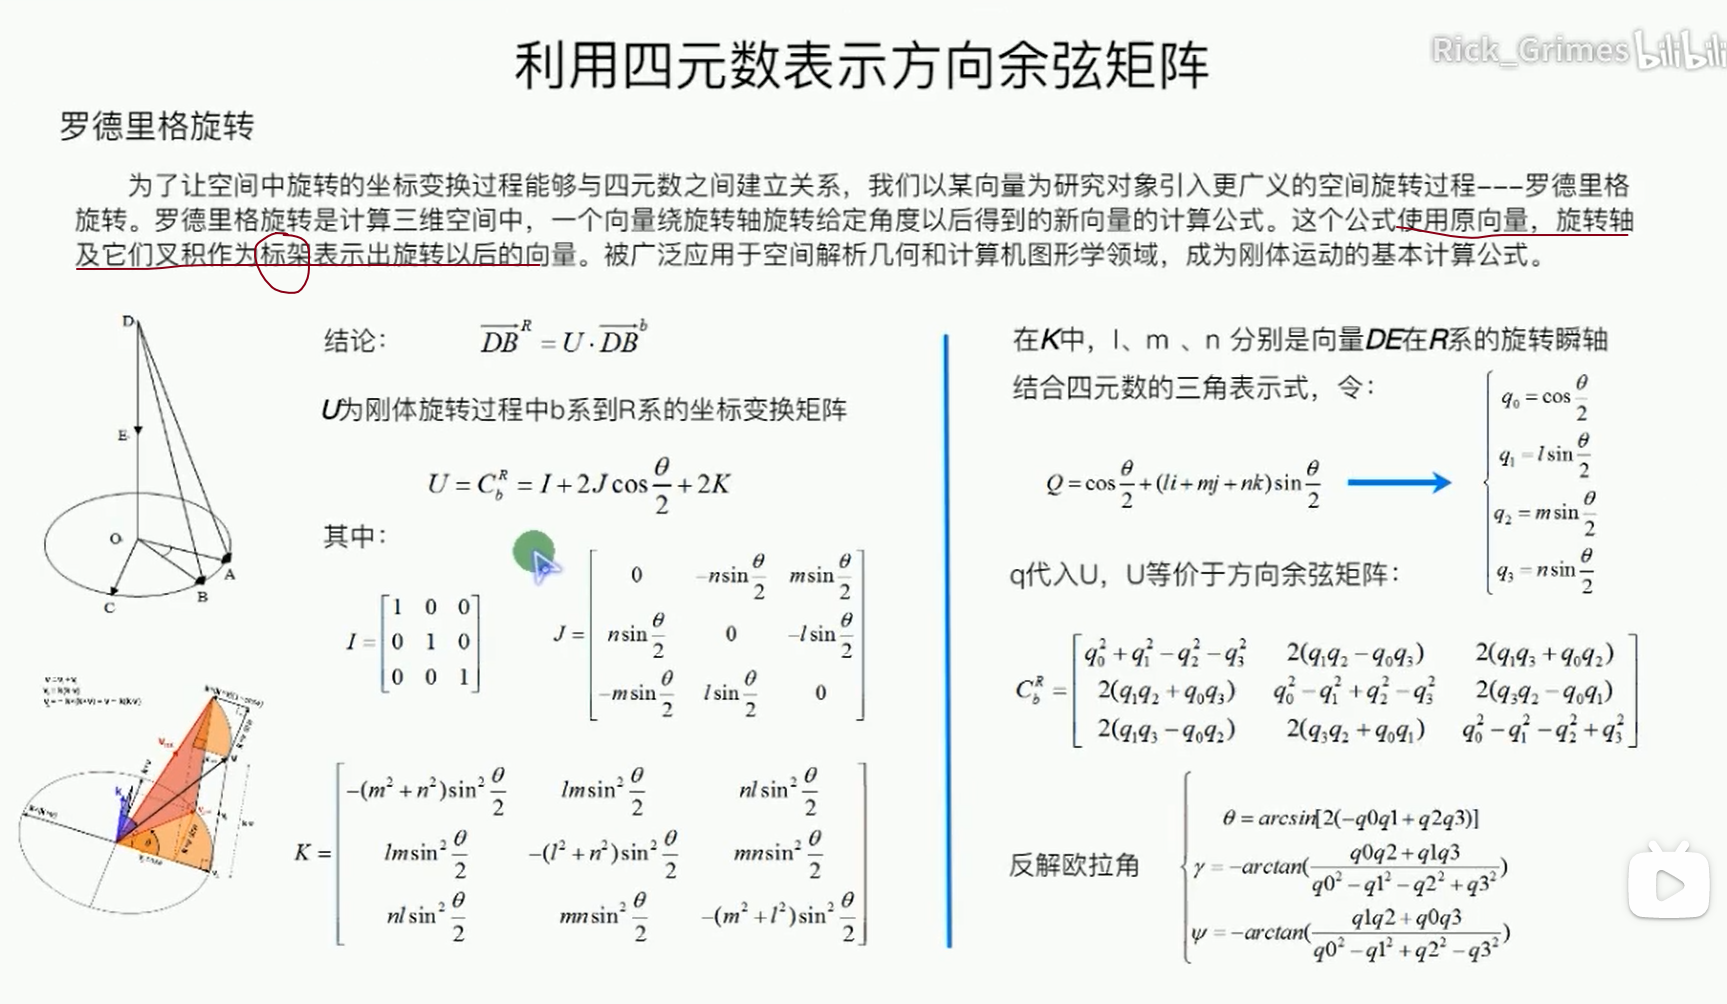 利用四元数表示方向余弦矩阵
Rick_Grimes bilibili
罗德里格旋转
为了让空间中旋转的坐标变换过程能够与四元数之间建立关系，我们以某向量为研究对象引入更广义的空间旋转过程---罗德里格
旋转。罗德里格旋转是计算三维空间中，一个向量绕旋转轴旋转给定角度以后得到的新向量的计算公式。这个公式使用原向量，旋转轴
及它们叉积作为标架表示出旋转以后的向量。被广泛应用于空间解析几何和计算机图形学领域，成为刚体运动的基本计算公式。
D
E
O
A
B
C
结论： $\overrightarrow{DB}^{R} = U \cdot \overrightarrow{DB}^{b}$
U为刚体旋转过程中b系到R系的坐标变换矩阵
$U = C_b^R = I + 2J\cos\frac{\theta}{2} + 2K$
其中：
$I = \begin{bmatrix} 1 & 0 & 0 \\ 0 & 1 & 0 \\ 0 & 0 & 1 \end{bmatrix}$
$J = \begin{bmatrix} 0 & -n\sin\frac{\theta}{2} & m\sin\frac{\theta}{2} \\ n\sin\frac{\theta}{2} & 0 & -l\sin\frac{\theta}{2} \\ -m\sin\frac{\theta}{2} & l\sin\frac{\theta}{2} & 0 \end{bmatrix}$
$K = \begin{bmatrix} -(m^2+n^2)\sin^2\frac{\theta}{2} & lm\sin^2\frac{\theta}{2} & nl\sin^2\frac{\theta}{2} \\ lm\sin^2\frac{\theta}{2} & -(l^2+n^2)\sin^2\frac{\theta}{2} & mn\sin^2\frac{\theta}{2} \\ nl\sin^2\frac{\theta}{2} & mn\sin^2\frac{\theta}{2} & -(m^2+l^2)\sin^2\frac{\theta}{2} \end{bmatrix}$
在K中，l、m 、n 分别是向量DE在R系的旋转瞬轴
结合四元数的三角表示式，令：
$Q = \cos\frac{\theta}{2} + (li+mj+nk)\sin\frac{\theta}{2}$
$q_0 = \cos\frac{\theta}{2}$
$q_1 = l\sin\frac{\theta}{2}$
$q_2 = m\sin\frac{\theta}{2}$
$q_3 = n\sin\frac{\theta}{2}$
q代入U，U等价于方向余弦矩阵：
$C_b^R = \begin{bmatrix} q_0^2+q_1^2-q_2^2-q_3^2 & 2(q_1q_2-q_0q_3) & 2(q_1q_3+q_0q_2) \\ 2(q_1q_2+q_0q_3) & q_0^2-q_1^2+q_2^2-q_3^2 & 2(q_3q_2-q_0q_1) \\ 2(q_1q_3-q_0q_2) & 2(q_3q_2+q_0q_1) & q_0^2-q_1^2-q_2^2+q_3^2 \end{bmatrix}$
反解欧拉角
$\theta = arcsin[2(-q0q1+q2q3)]$
$\gamma = -arctan(\frac{q0q2+q1q3}{q0^2-q1^2-q2^2+q3^2})$
$\psi = -arctan(\frac{q1q2+q0q3}{q0^2-q1^2+q2^2-q3^2})$